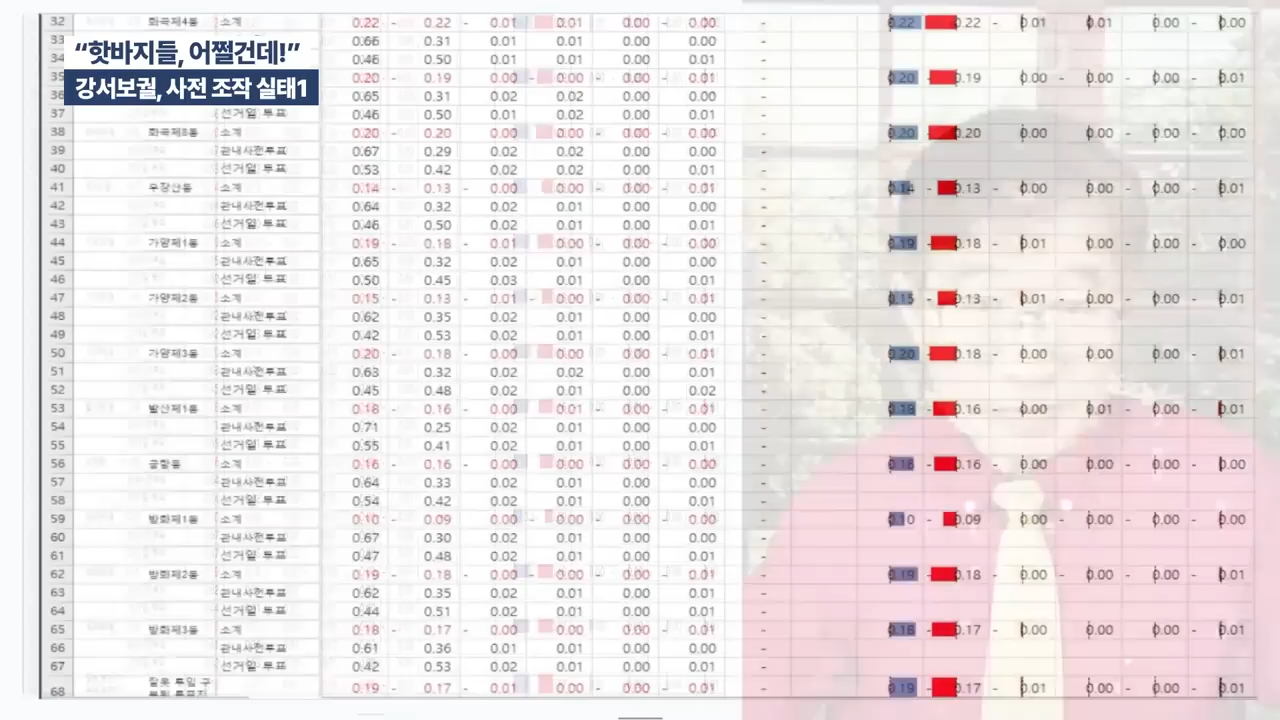 “핫바지들, 어쩔건데!”
강서보궐, 사전 조작 실태1
32 화곡제4동 소계 0.22 - 0.22 0.01 0.01 0.00 - 0.00 0.22 0.22 - 0.01 0.01 - 0.00 - 0.00
33 0.66 0.31 0.01 0.01 0.00 0.00 -
34 0.46 0.50 0.01 0.01 0.00 0.00 -
35 0.20 - 0.19 0.00 0.00 - 0.00 - 0.01 0.20 - 0.19 0.00 0.00 - 0.00 - 0.01
36 0.65 0.31 0.02 0.02 0.00 0.00 -
37 선거일 투표 0.46 0.50 0.01 0.02 0.00 0.01 -
38 화곡제8동 소계 0.20 - 0.20 0.00 0.00 - 0.00 - 0.00 0.20 - 0.20 0.00 0.00 - 0.00 - 0.00
39 관내사전투표 0.67 0.29 0.02 0.02 0.00 0.00 -
40 선거일 투표 0.53 0.42 0.02 0.02 0.00 0.01 -
41 우장산동 소계 0.14 - 0.13 - 0.00 0.00 - 0.00 - 0.01 0.14 - 0.13 - 0.00 0.00 - 0.00 - 0.01
42 관내사전투표 0.64 0.32 0.02 0.01 0.00 0.00 -
43 선거일 투표 0.46 0.50 0.02 0.01 0.00 0.01 -
44 가양제1동 소계 0.19 - 0.18 - 0.01 0.00 - 0.00 - 0.00 0.19 - 0.18 - 0.01 0.00 - 0.00 - 0.00
45 관내사전투표 0.65 0.32 0.02 0.01 0.00 0.00 -
46 선거일 투표 0.50 0.45 0.03 0.01 0.00 0.01 -
47 가양제2동 소계 0.15 - 0.13 - 0.01 - 0.00 - 0.00 - 0.01 0.15 - 0.13 - 0.01 - 0.00 - 0.00 - 0.01
48 관내사전투표 0.62 0.35 0.02 0.01 0.00 0.00 -
49 선거일 투표 0.42 0.53 0.02 0.01 0.00 0.01 -
50 가양제3동 소계 0.20 - 0.18 - 0.00 0.00 - 0.00 - 0.01 0.20 - 0.18 - 0.00 0.00 - 0.00 - 0.01
51 관내사전투표 0.63 0.32 0.02 0.02 0.00 0.01 -
52 선거일 투표 0.45 0.48 0.02 0.01 0.00 0.02 -
53 발산제1동 소계 0.18 - 0.16 - 0.00 0.01 - 0.00 - 0.01 0.18 - 0.16 - 0.00 0.01 - 0.00 - 0.01
54 관내사전투표 0.71 0.25 0.02 0.01 0.00 0.00 -
55 선거일 투표 0.55 0.41 0.02 0.01 0.00 0.01 -
56 공항동 소계 0.16 - 0.16 - 0.00 0.00 - 0.00 - 0.00 0.16 - 0.16 - 0.00 0.00 - 0.00 - 0.00
57 관내사전투표 0.64 0.33 0.02 0.01 0.00 0.00 -
58 선거일 투표 0.54 0.42 0.02 0.01 0.00 0.01 -
59 방화제1동 소계 0.10 - 0.09 - 0.00 - 0.00 - 0.00 - 0.00 0.10 - 0.09 - 0.00 - 0.00 - 0.00 - 0.00
60 관내사전투표 0.67 0.30 0.02 0.01 0.00 0.00 -
61 선거일 투표 0.47 0.48 0.02 0.01 0.00 0.01 -
62 방화제2동 소계 0.19 - 0.18 - 0.00 0.00 - 0.00 - 0.01 0.19 - 0.18 - 0.00 0.00 - 0.00 - 0.01
63 관내사전투표 0.62 0.35 0.02 0.01 0.00 0.00 -
64 선거일 투표 0.44 0.51 0.02 0.01 0.00 0.01 -
65 방화제3동 소계 0.18 - 0.17 - 0.00 0.00 - 0.00 - 0.01 0.18 - 0.17 - 0.00 0.00 - 0.00 - 0.01
66 관내사전투표 0.61 0.36 0.01 0.01 0.00 0.00 -
67 선거일 투표 0.42 0.53 0.02 0.01 0.00 0.01 -
잘못 투입·구
68 0.19 - 0.17 - 0.01 0.00 - 0.00 - 0.01 0.19 - 0.17 - 0.01 - 0.00 - 0.00 - 0.01